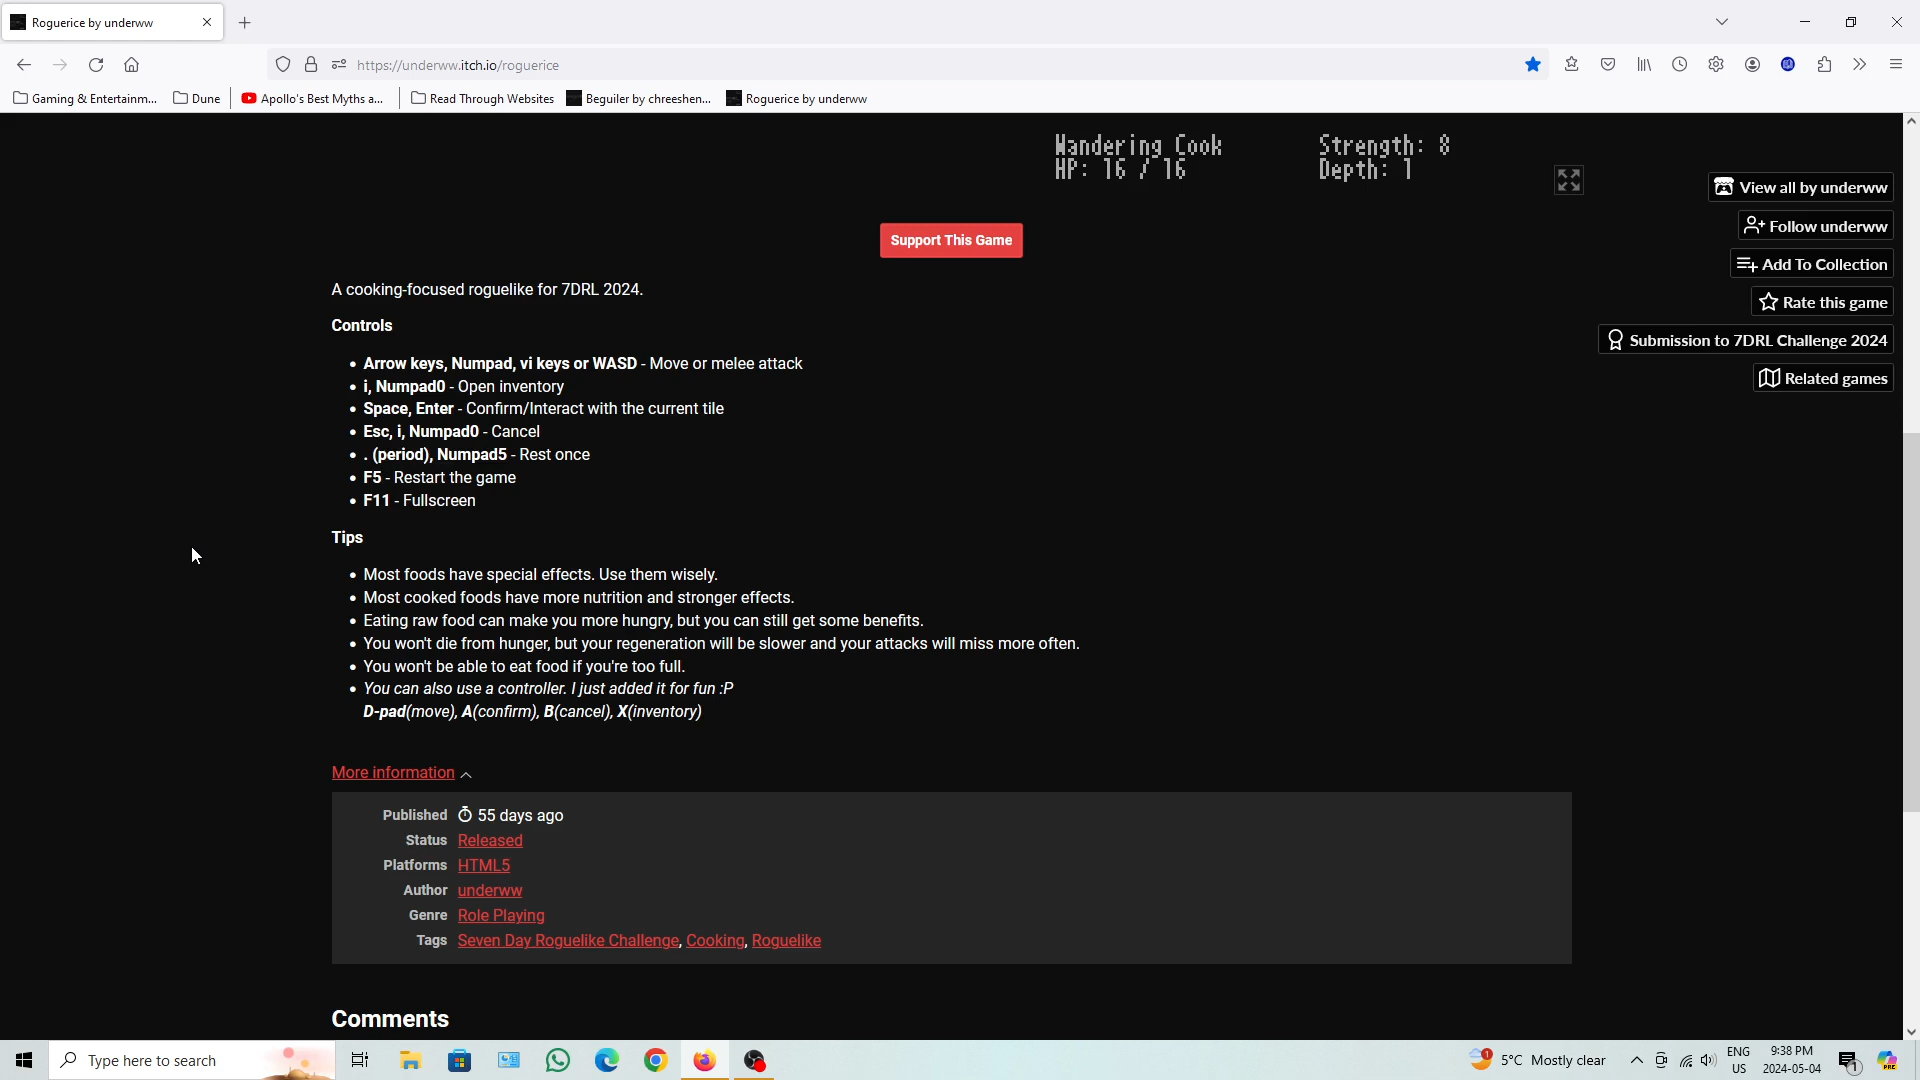 Roguerice by underww
https://underww.itch.io/roguerice
Gaming & Entertainm...
Dune
Apollo's Best Myths a...
Read Through Websites
Beguiler by chreeshen...
Roguerice by underww
Wandering Cook
Strength: 8
HP: 16 / 16
Depth: 1
View all by underww
Follow underww
Add To Collection
Rate this game
Submission to 7DRL Challenge 2024
Related games
Support This Game
A cooking-focused roguelike for 7DRL 2024.
Controls
• Arrow keys, Numpad, vi keys or WASD - Move or melee attack
• i, Numpad0 - Open inventory
• Space, Enter - Confirm/Interact with the current tile
• Esc, i, Numpad0 - Cancel
• . (period), Numpad5 - Rest once
• F5 - Restart the game
• F11 - Fullscreen
Tips
• Most foods have special effects. Use them wisely.
• Most cooked foods have more nutrition and stronger effects.
• Eating raw food can make you more hungry, but you can still get some benefits.
• You won't die from hunger, but your regeneration will be slower and your attacks will miss more often.
• You won't be able to eat food if you're too full.
• You can also use a controller. I just added it for fun :P
D-pad(move), A(confirm), B(cancel), X(inventory)
More information
Published 55 days ago
Status Released
Platforms HTML5
Author underww
Genre Role Playing
Tags Seven Day Roguelike Challenge, Cooking, Roguelike
Comments
Type here to search
1
5°C Mostly clear
ENG
US
9:38 PM
2024-05-04
1
PRE